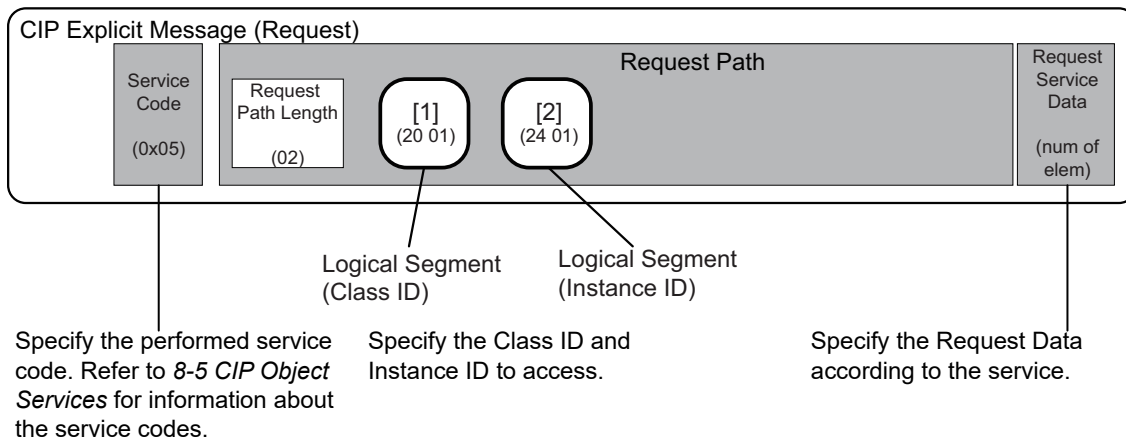 CIP Explicit Message (Request)
Service
Code
(0x05)
Request Path
Request
Path Length
(02)
[1]
(20 01)
[2]
(24 01)
Request
Service
Data
(num of
elem)
Logical Segment
(Class ID)
Logical Segment
(Instance ID)
Specify the performed service
code. Refer to 8-5 CIP Object
Services for information about
the service codes.
Specify the Class ID and
Instance ID to access.
Specify the Request Data
according to the service.